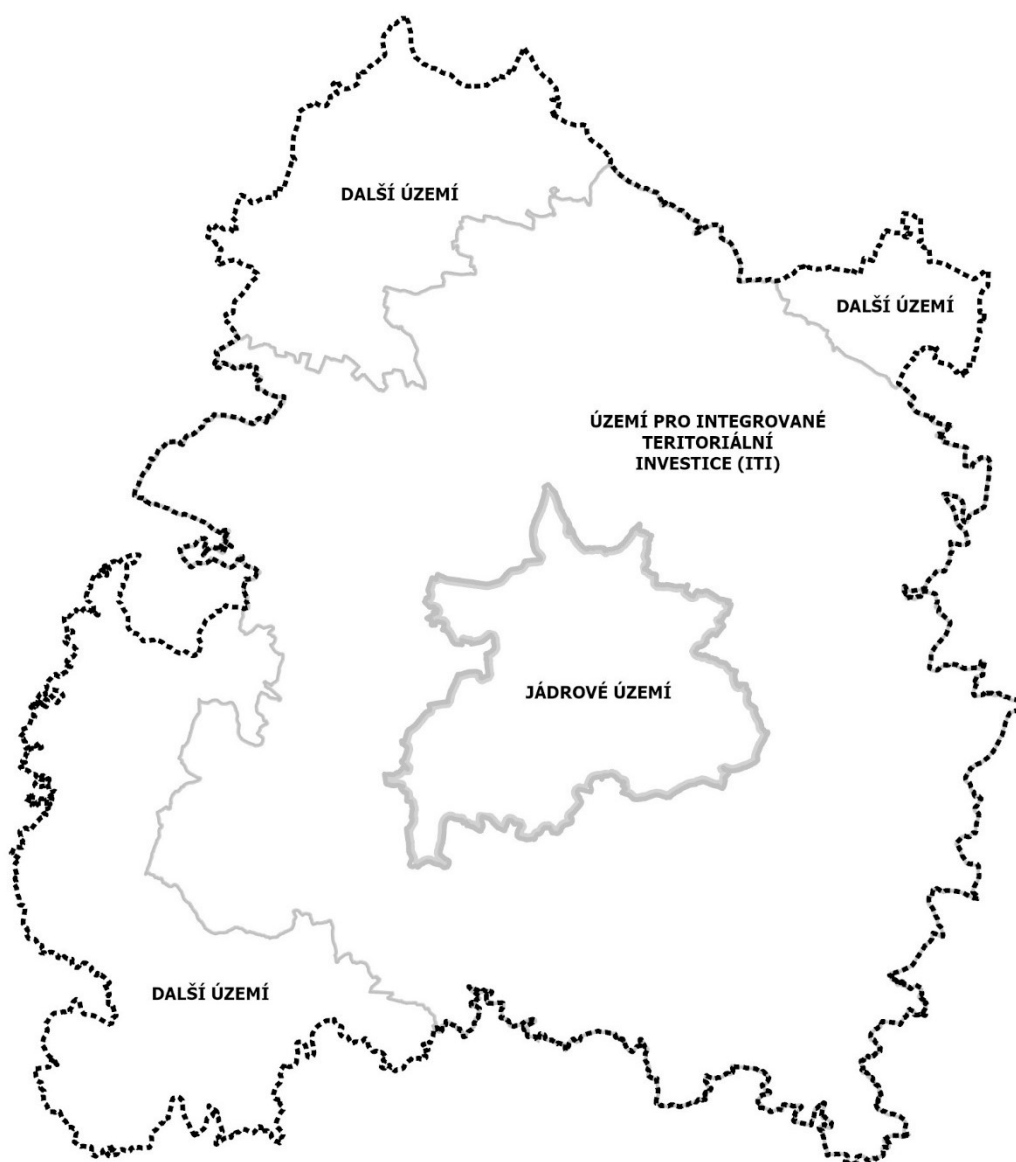 DALŠÍ ÚZEMÍ
DALŠÍ ÚZEMÍ
ÚZEMÍ PRO INTEGROVANÉ
TERITORIÁLNÍ
INVESTICE (ITI)
JÁDROVÉ ÚZEMÍ
DALŠÍ ÚZEMÍ